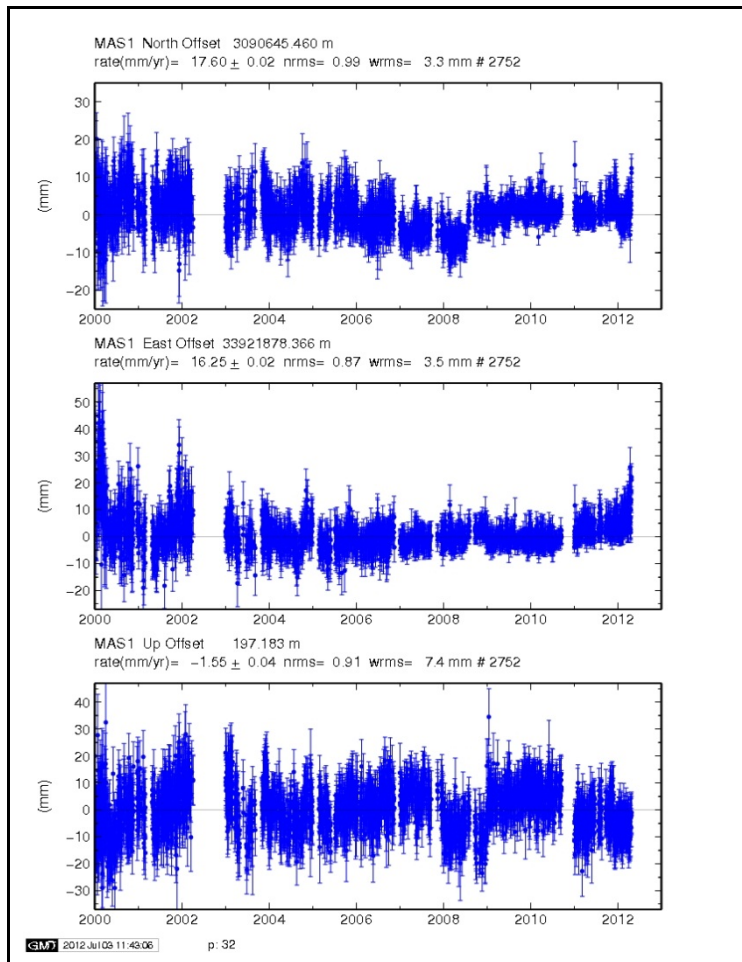 MAS1 North Offset 3090645.460 m
rate(mm/yr)= 17.60 ± 0.02 nrms= 0.99 wrms= 3.3 mm # 2752
30
20
10
0
−10
−20
(mm)
2000 2002 2004 2006 2008 2010 2012
MAS1 East Offset 33921878.366 m
rate(mm/yr)= 16.25 ± 0.02 nrms= 0.87 wrms= 3.5 mm # 2752
50
40
30
20
10
0
−10
−20
(mm)
2000 2002 2004 2006 2008 2010 2012
MAS1 Up Offset 197.183 m
rate(mm/yr)= −1.55 ± 0.04 nrms= 0.91 wrms= 7.4 mm # 2752
40
30
20
10
0
−10
−20
−30
(mm)
2000 2002 2004 2006 2008 2010 2012
GMT 2012 Jul 03 11:43:06 p: 32